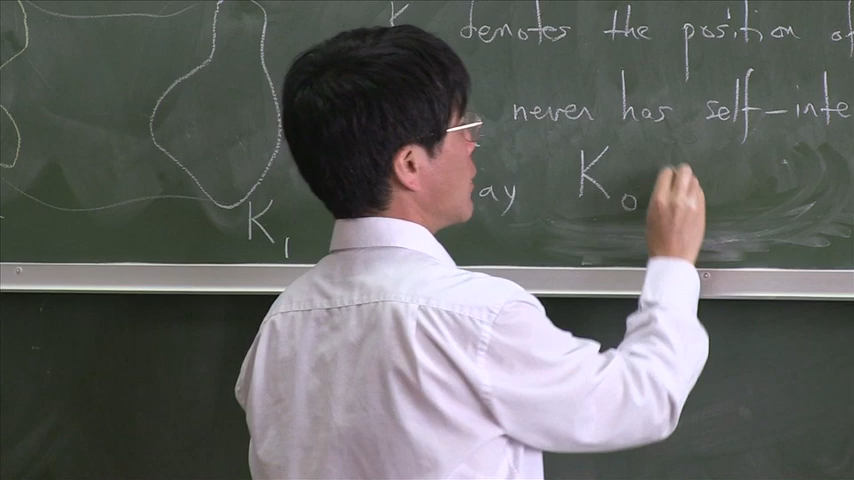 denotes the position of
never has self-inte
ay K₀
K₁